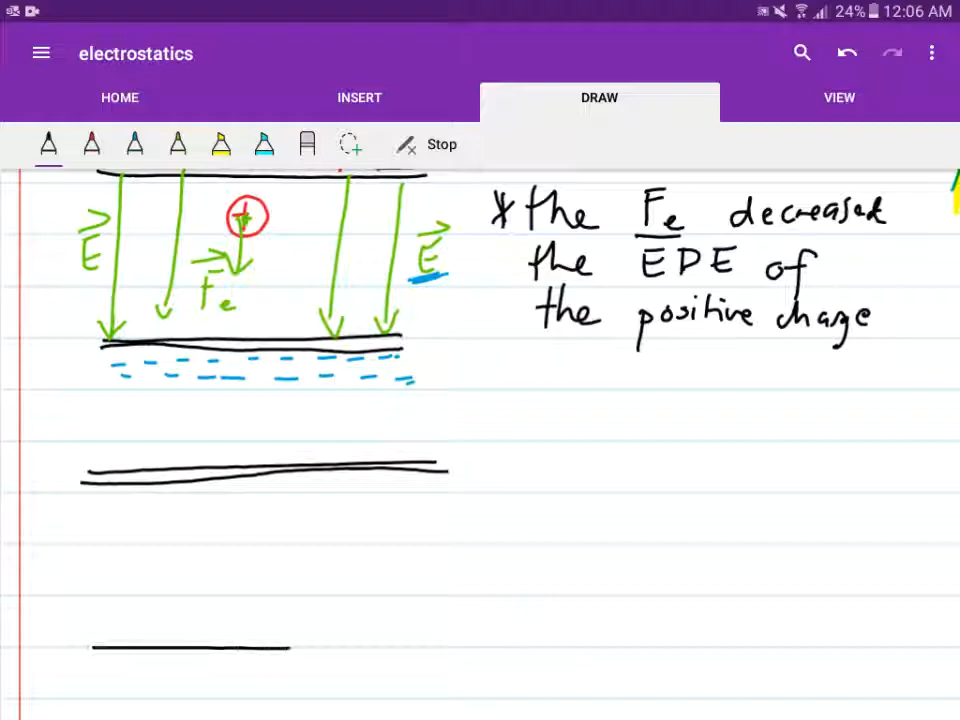 24% 12:06 AM
electrostatics
HOME INSERT DRAW VIEW
Stop
E
+
Fe
E
* the Fe decreased
the EPE of
the positive charge